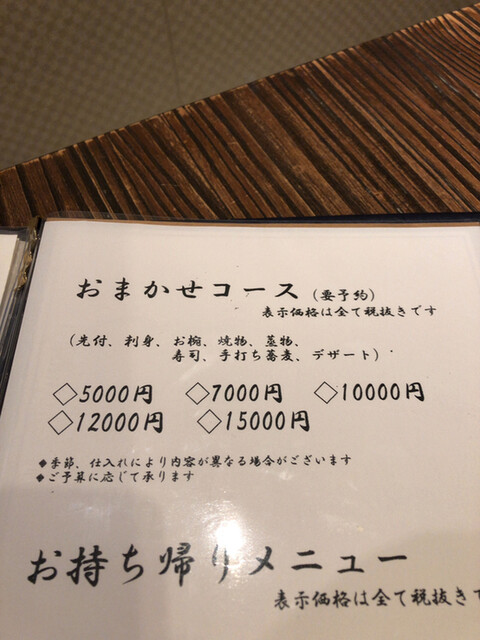 おまかせコース (要予約)
表示価格は全て税抜きです
(先付、刺身、お椀、焼物、蒸物、
寿司、手打ち蕎麦、デザート)
◇5000円 ◇7000円 ◇10000円
◇12000円 ◇15000円
◆季節、仕入れにより内容が異なる場合がございます
◆ご予算に応じて承ります
お持ち帰りメニュー
表示価格は全て税抜きで